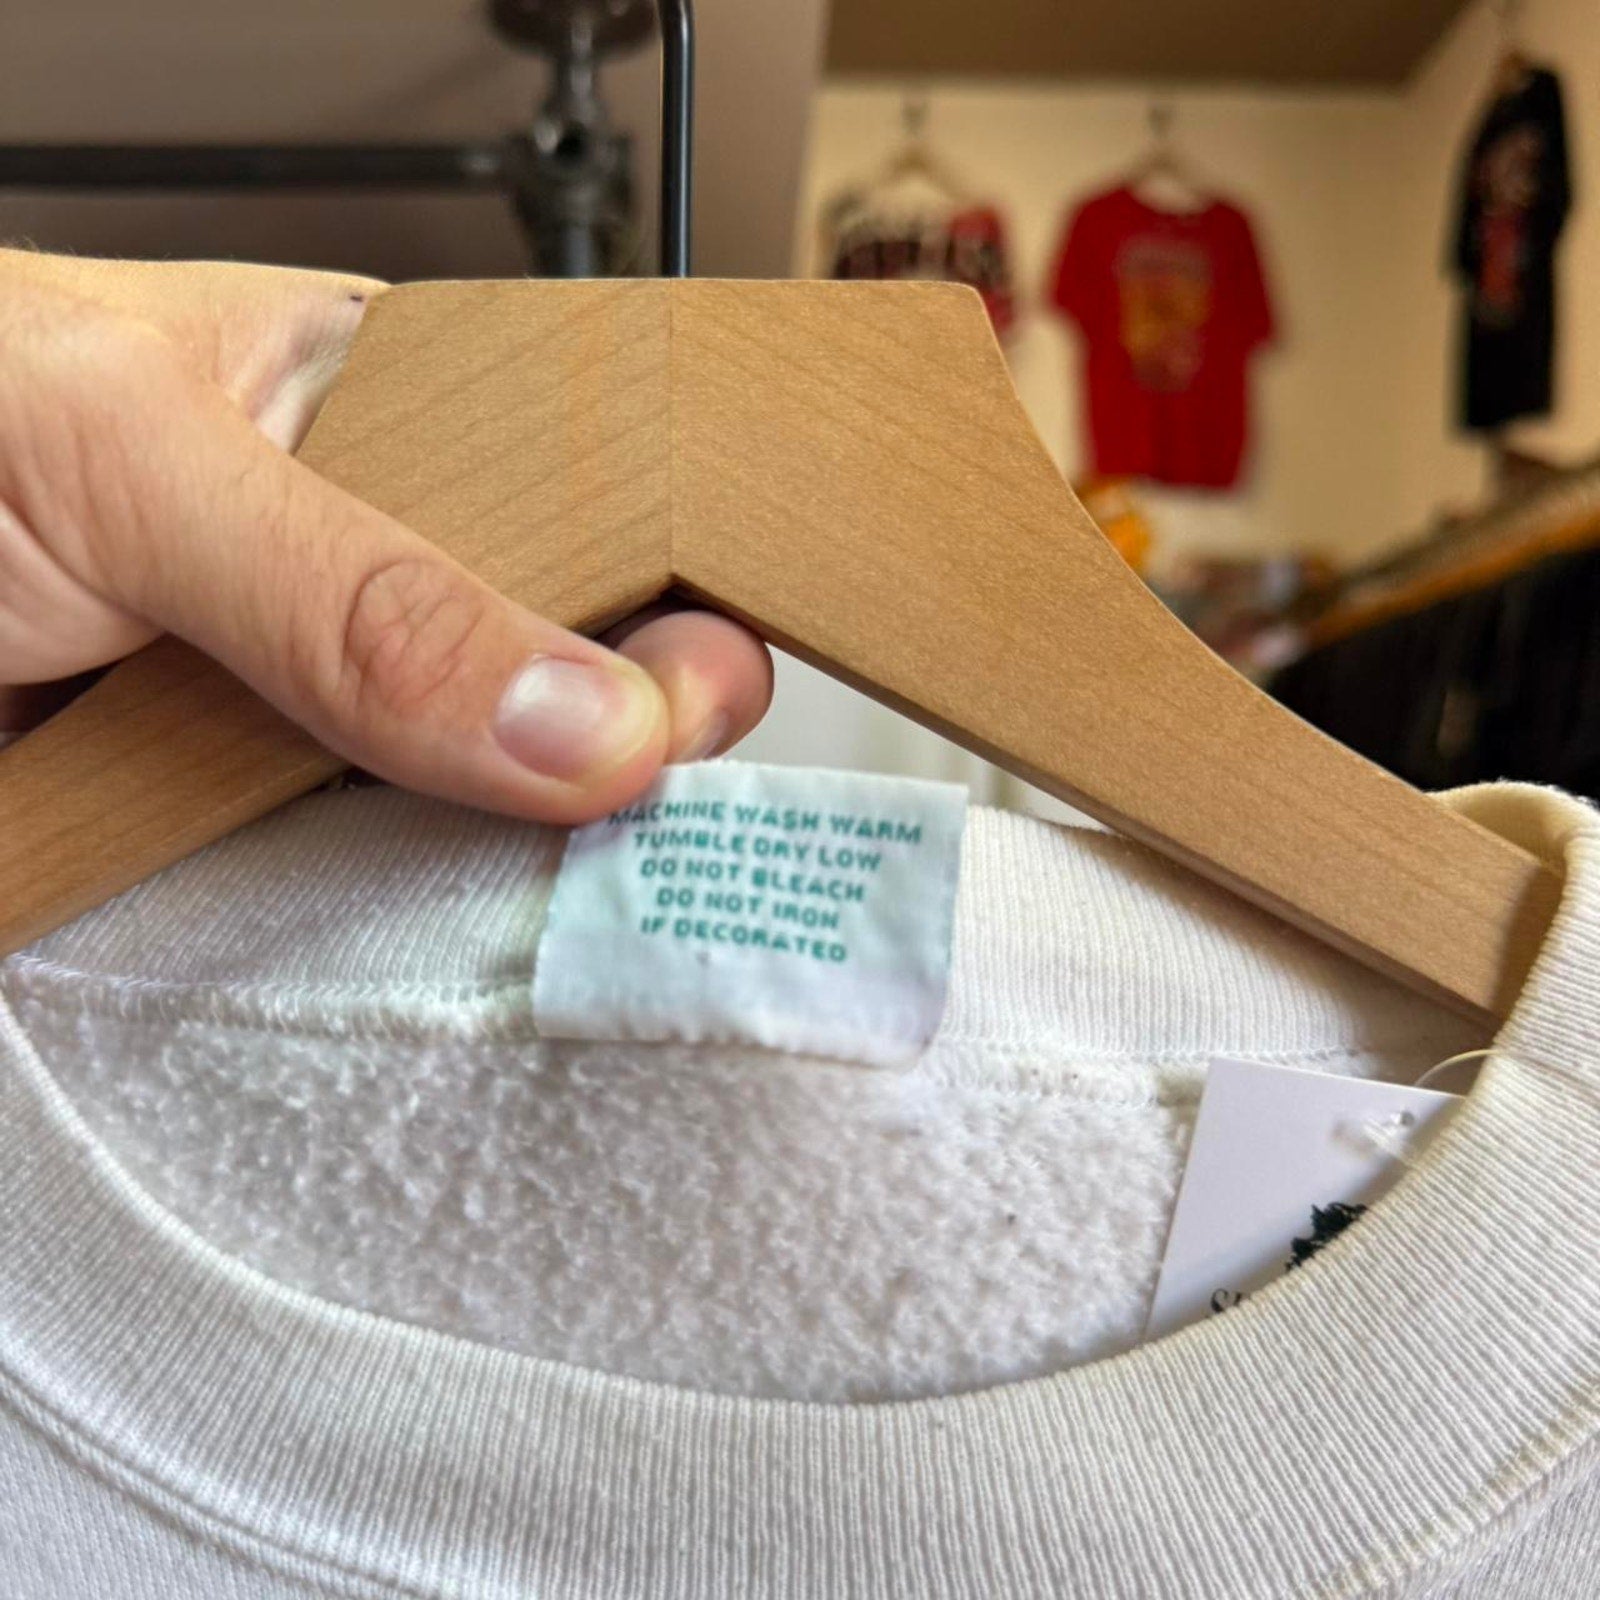 MACHINE WASH WARM
TUMBLE DRY LOW
DO NOT BLEACH
DO NOT IRON
IF DECORATED